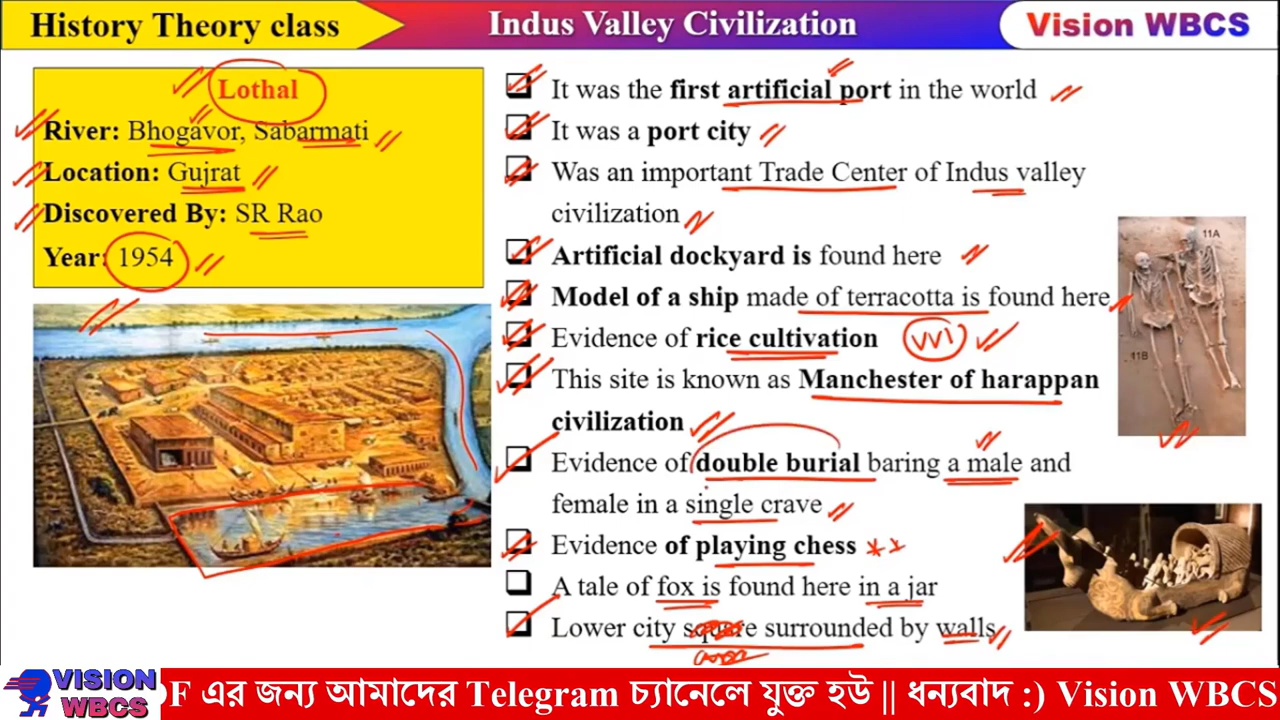 History Theory class
Indus Valley Civilization
Vision WBCS
Lothal
River: Bhogavor, Sabarmati
Location: Gujrat
Discovered By: SR Rao
Year: 1954
It was the first artificial port in the world
It was a port city
Was an important Trade Center of Indus valley
civilization
Artificial dockyard is found here
Model of a ship made of terracotta is found here
Evidence of rice cultivation VVI
This site is known as Manchester of harappan
civilization
Evidence of double burial baring a male and
female in a single crave
Evidence of playing chess
A tale of fox is found here in a jar
Lower city square surrounded by walls
11A
11B
VISION
WBCS
F এর জন্য আমাদের Telegram চ্যানেলে যুক্ত হউ || ধন্যবাদ :) Vision WBCS